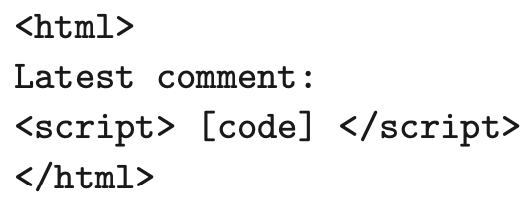 <html>
Latest comment:
<script> [code] </script>
</html>